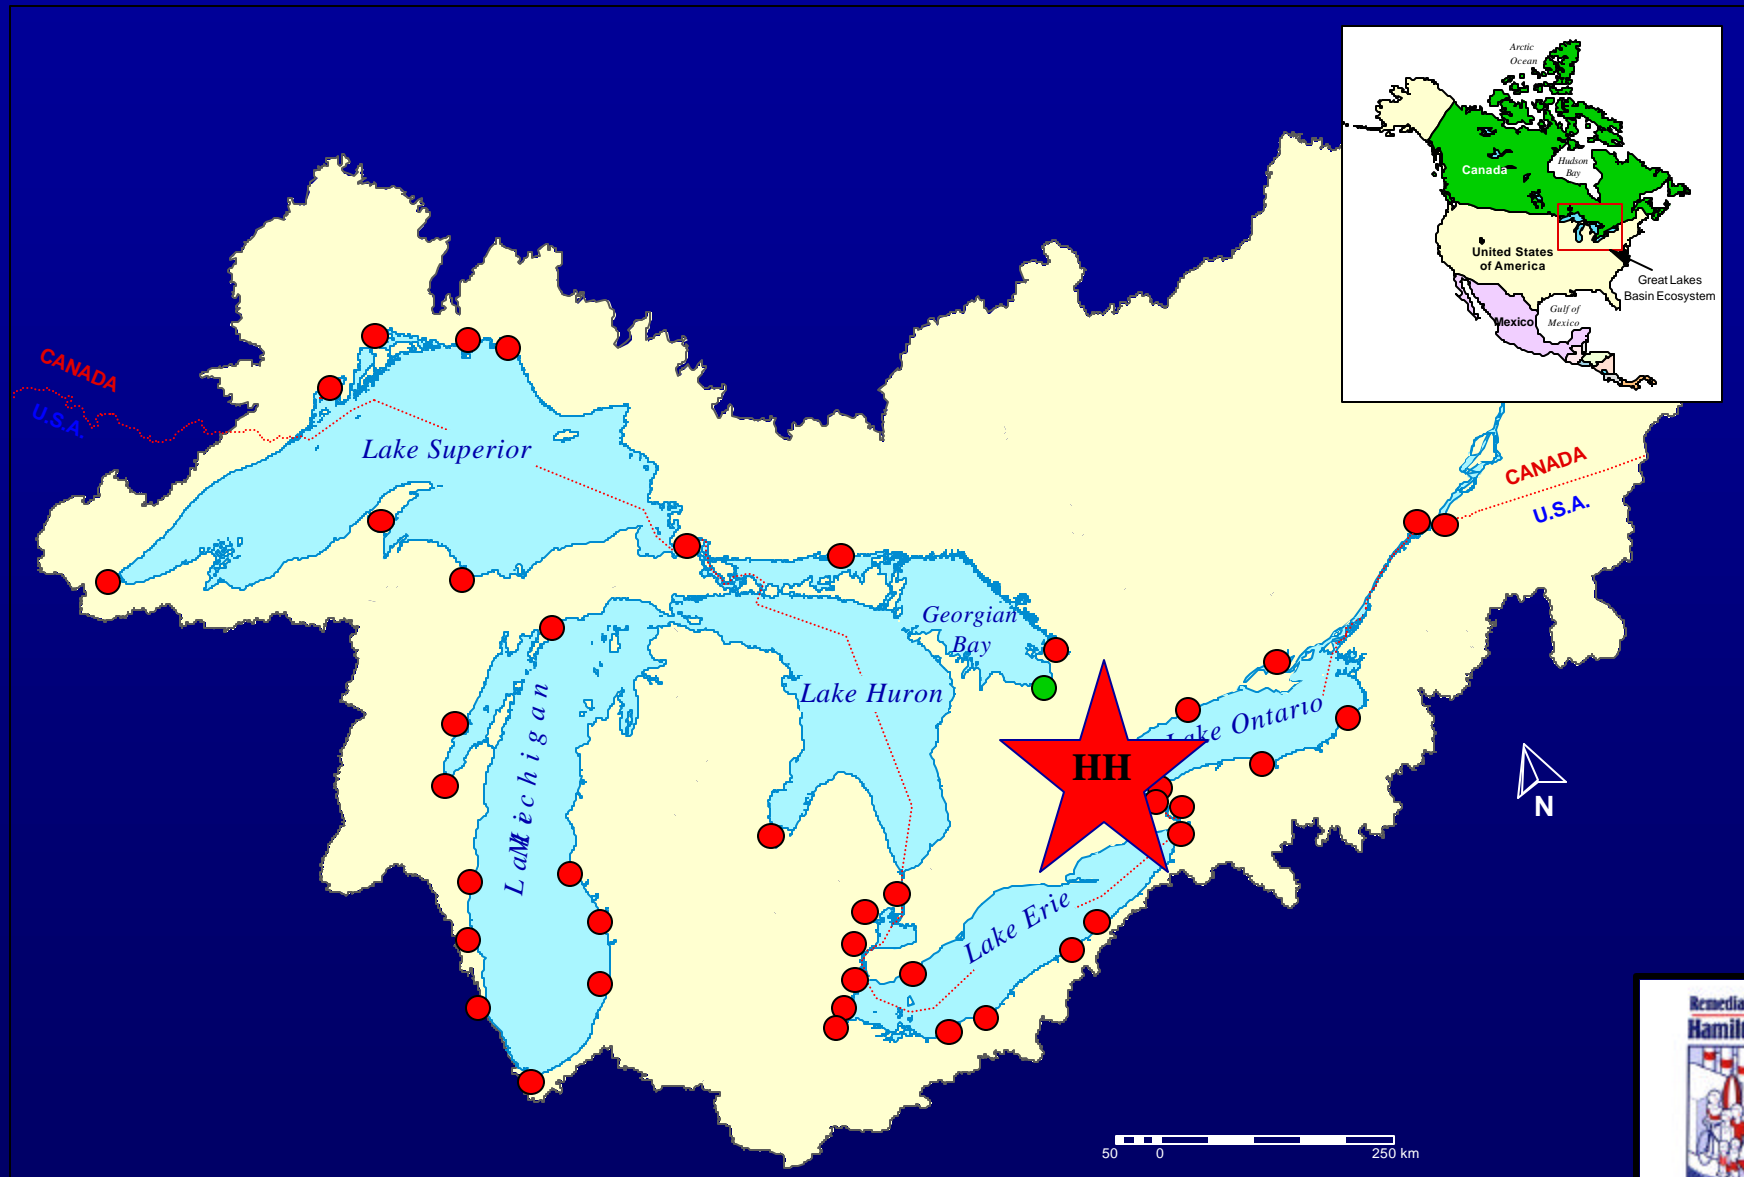 Arctic
Ocean
Hudson
Bay
Canada
United States
of America
Great Lakes
Basin Ecosystem
Gulf of
Mexico
Mexico
CANADA
U.S.A.
Lake Superior
CANADA
U.S.A.
Georgian
Bay
Lake Huron
Lake Michigan
Lake Ontario
HH
N
Lake Erie
50 0 250 km
Remedia
Hamilt